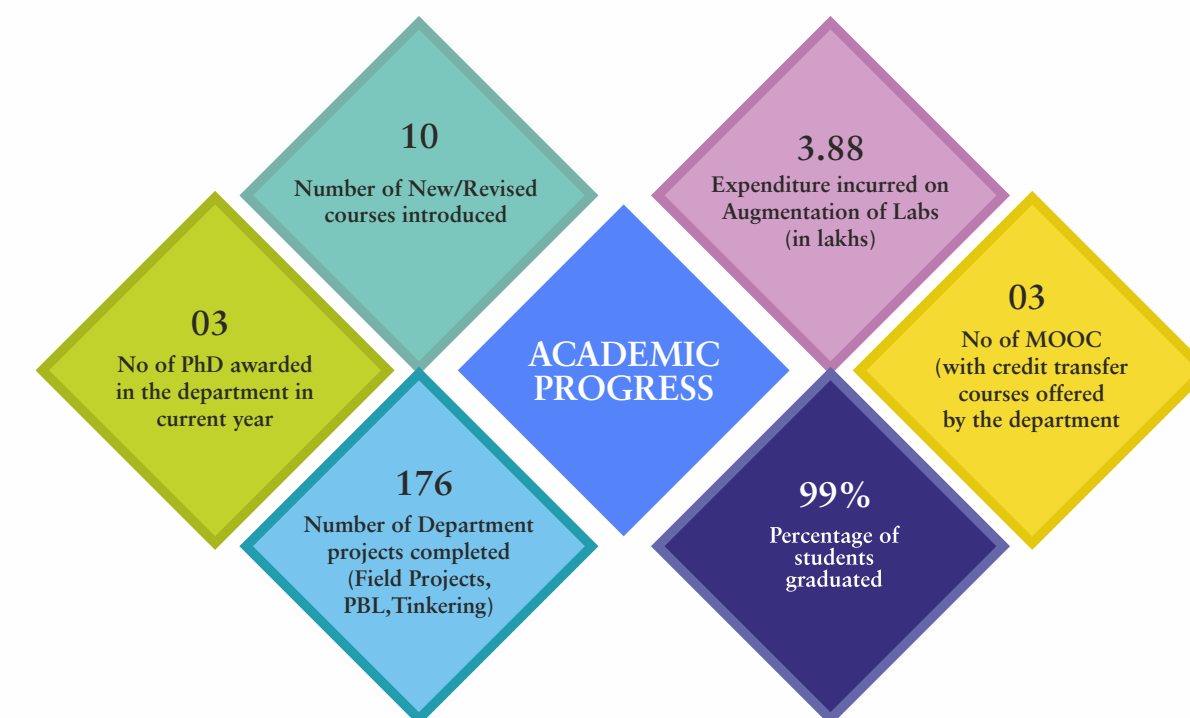 10
Number of New/Revised
courses introduced
3.88
Expenditure incurred on
Augmentation of Labs
(in lakhs)
03
No of PhD awarded
in the department in
current year
ACADEMIC
PROGRESS
03
No of MOOC
(with credit transfer
courses offered
by the department
176
Number of Department
projects completed
(Field Projects,
PBL,Tinkering)
99%
Percentage of
students
graduated